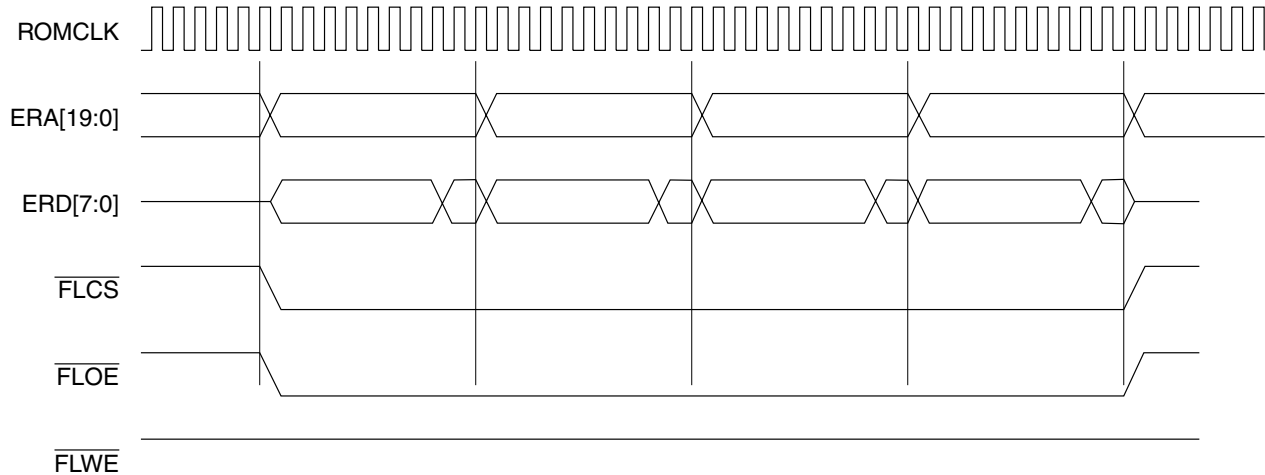 ROMCLK
ERA[19:0]
ERD[7:0]
FLCS
FLOE
FLWE